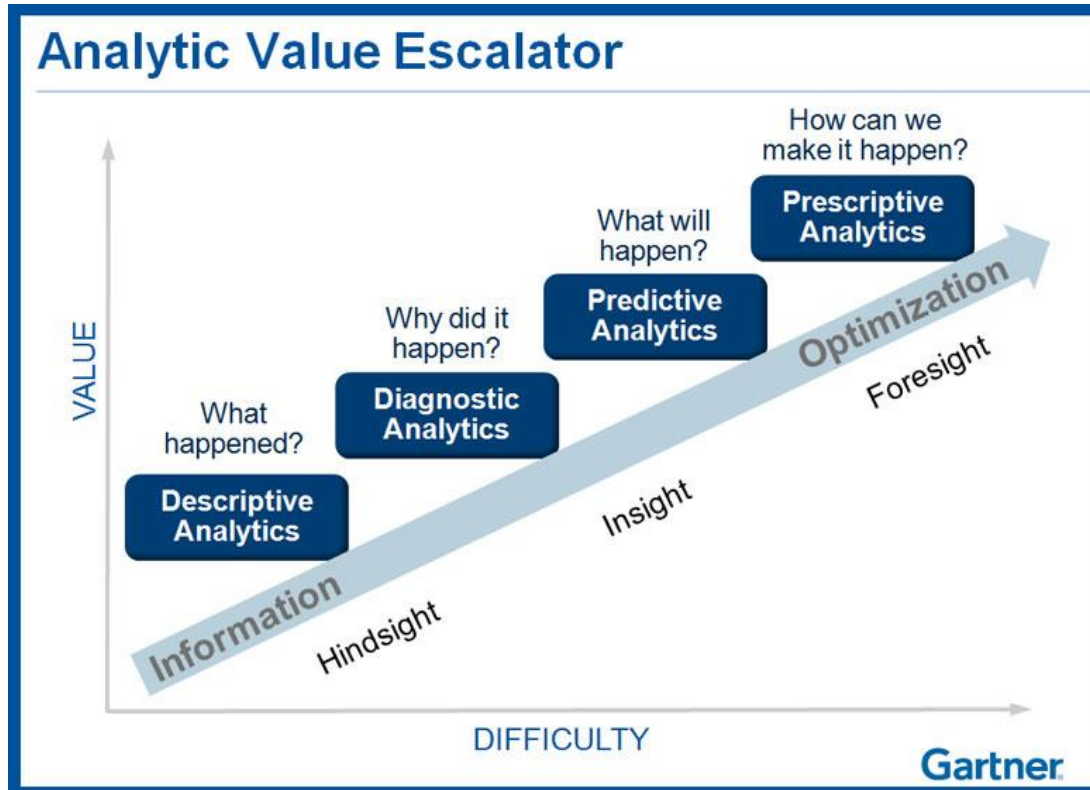 Analytic Value Escalator
How can we
make it happen?
Prescriptive
Analytics
What will
happen?
Predictive
Analytics
Why did it
happen?
Diagnostic
Analytics
What
happened?
Descriptive
Analytics
VALUE
Information
Optimization
Hindsight
Insight
Foresight
DIFFICULTY
Gartner.